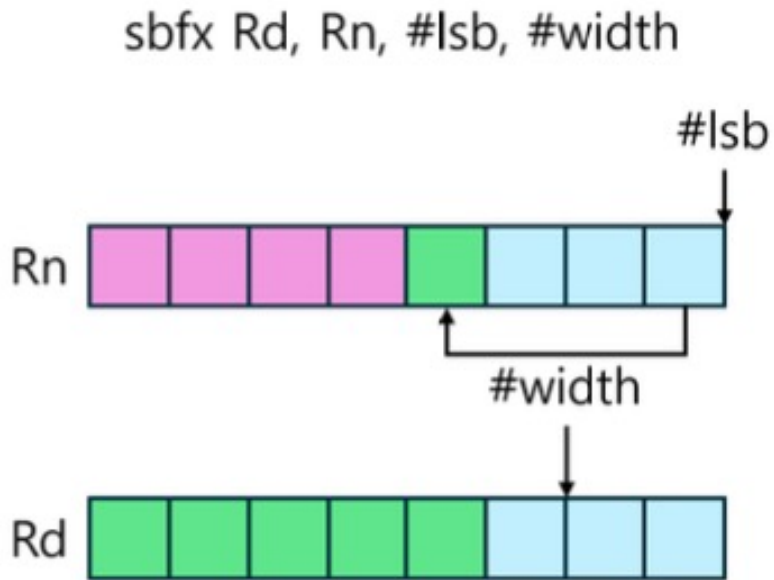 sbfx Rd, Rn, #lsb, #width
#lsb
Rn
#width
Rd